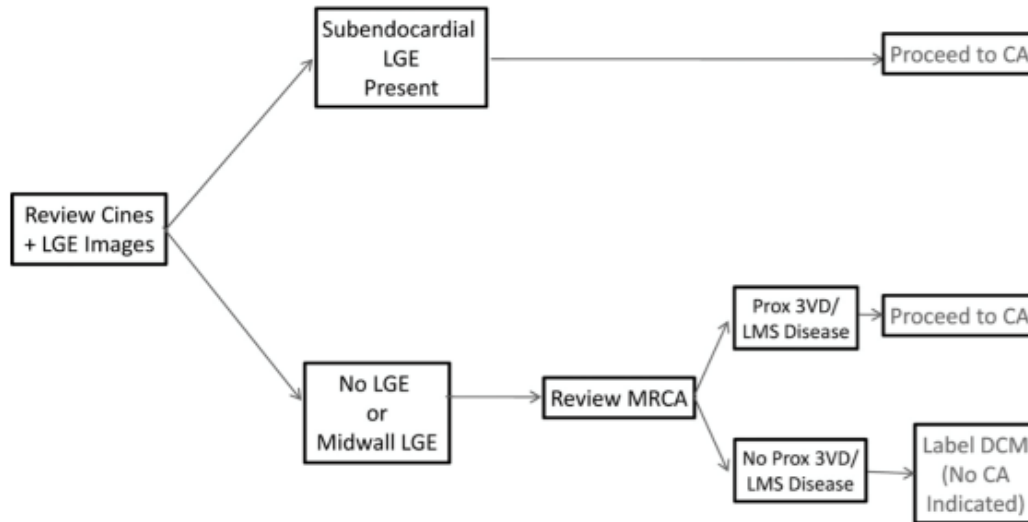 Subendocardial
LGE
Present
Proceed to CA
Review Cines
+ LGE Images
No LGE
or
Midwall LGE
Review MRCA
Prox 3VD/
LMS Disease
Proceed to CA
No Prox 3VD/
LMS Disease
Label DCM
(No CA
Indicated)